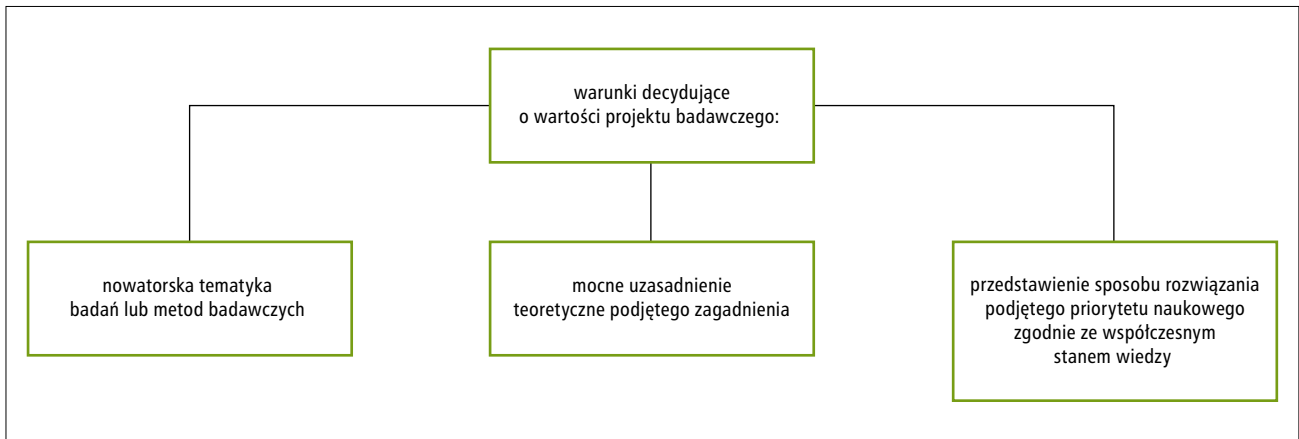 warunki decydujące
o wartości projektu badawczego:
nowatorska tematyka
badań lub metod badawczych
mocne uzasadnienie
teoretyczne podjętego zagadnienia
przedstawienie sposobu rozwiązania
podjętego priorytetu naukowego
zgodnie ze współczesnym
stanem wiedzy